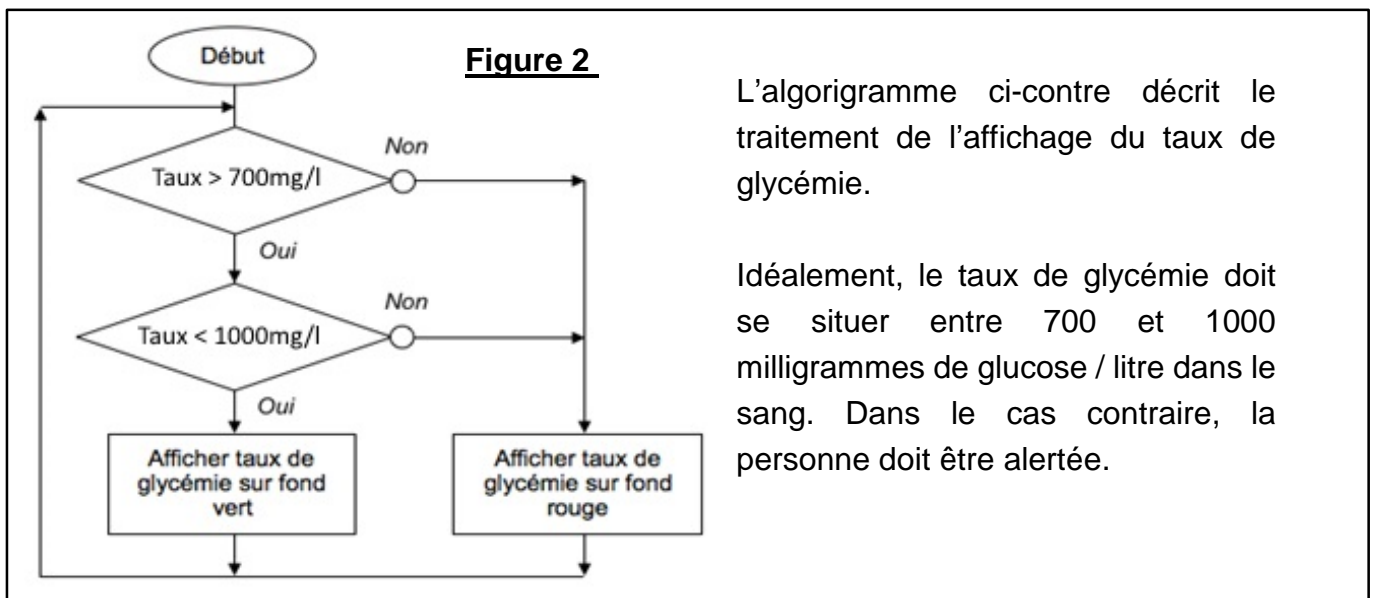 Début
Figure 2
Non
Taux > 700mg/l
Oui
Non
Taux < 1000mg/l
Oui
Afficher taux de
glycémie sur fond
vert
Afficher taux de
glycémie sur fond
rouge
L'algorigramme ci-contre décrit le
traitement de l'affichage du taux de
glycémie.
Idéalement, le taux de glycémie doit
se situer entre 700 et 1000
milligrammes de glucose / litre dans le
sang. Dans le cas contraire, la
personne doit être alertée.